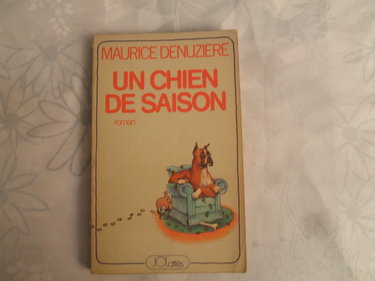 MAURICE DENUZIERE
UN CHIEN
DE SAISON
roman
JClattès